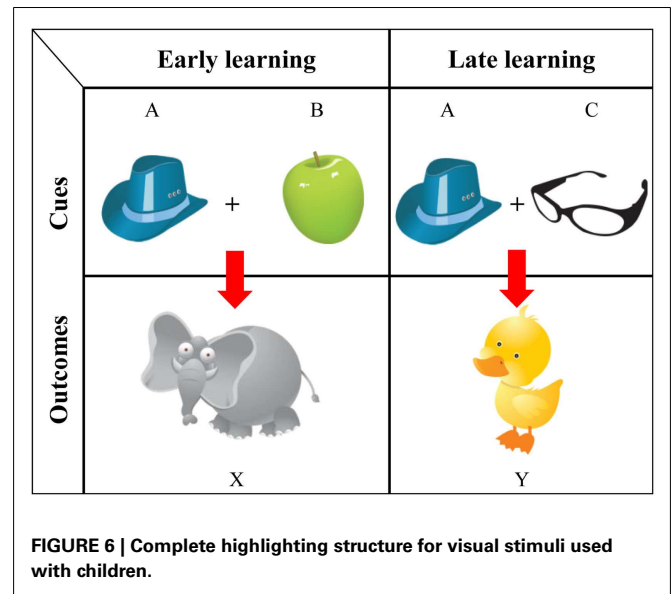 Early learning Late learning
A B A C
Cues
+ +
Outcomes
X Y
FIGURE 6 | Complete highlighting structure for visual stimuli used
with children.